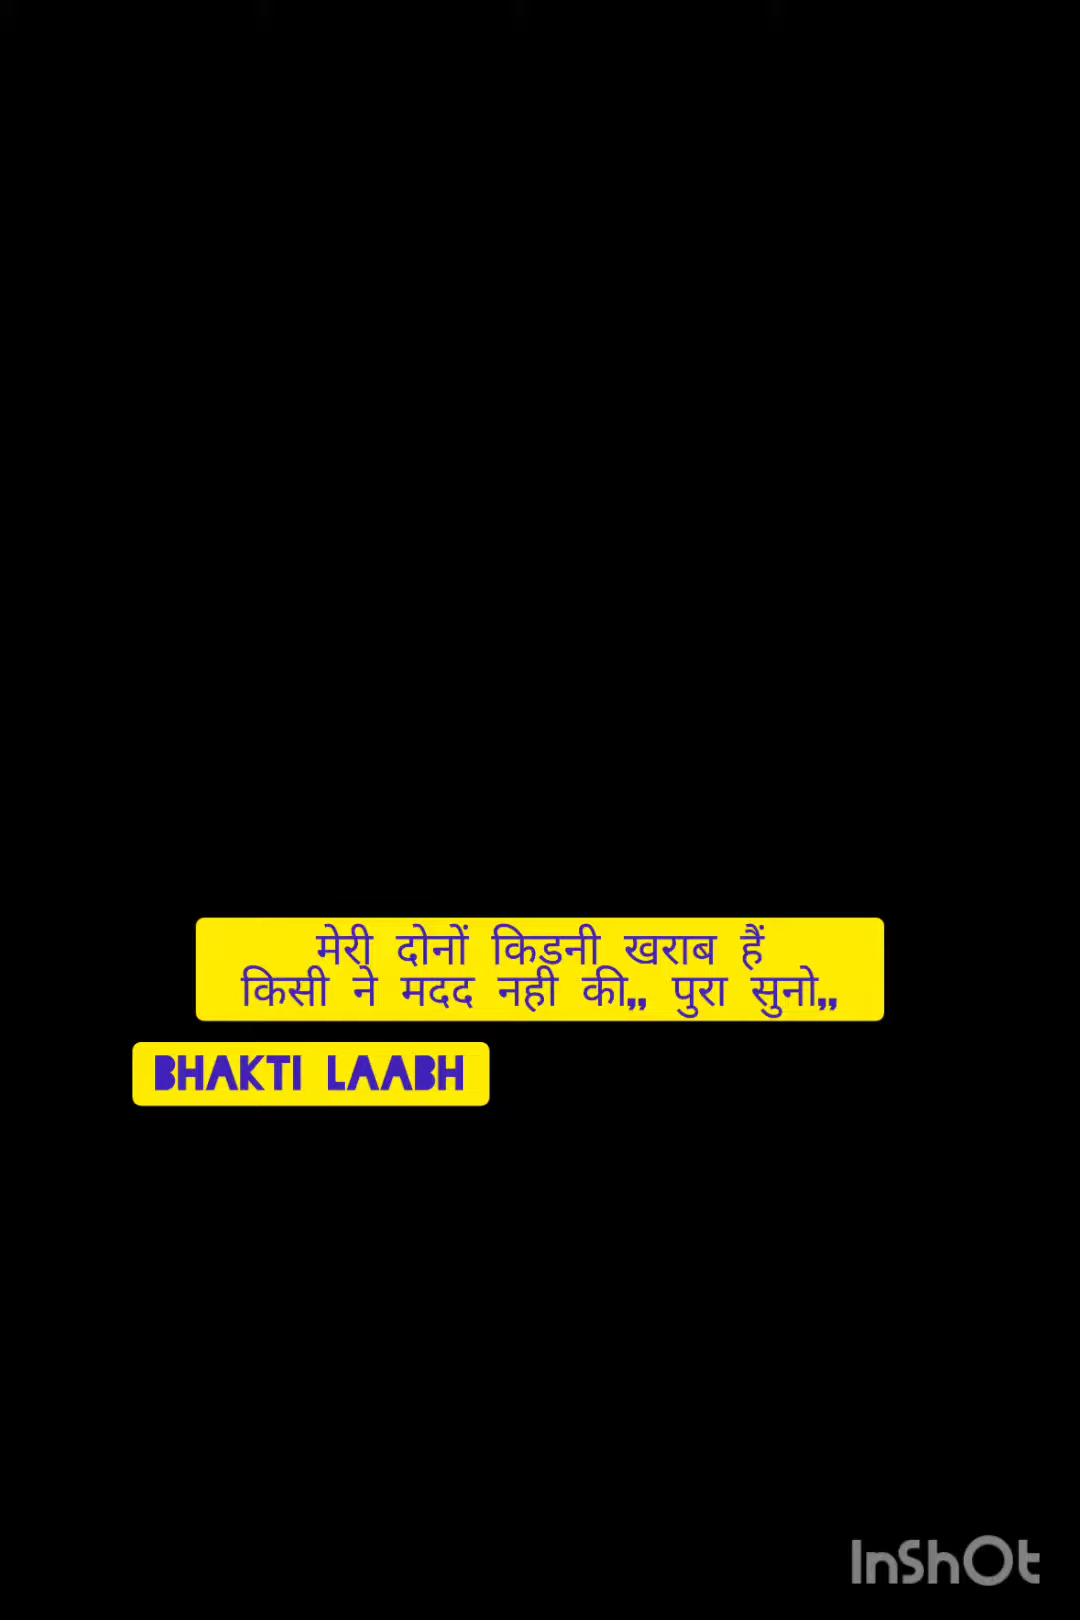 मेरी दोनों किडनी खराब हैं
किसी ने मदद नही की,, पुरा सुनो,,
BHAKTI LAABH
InShOt